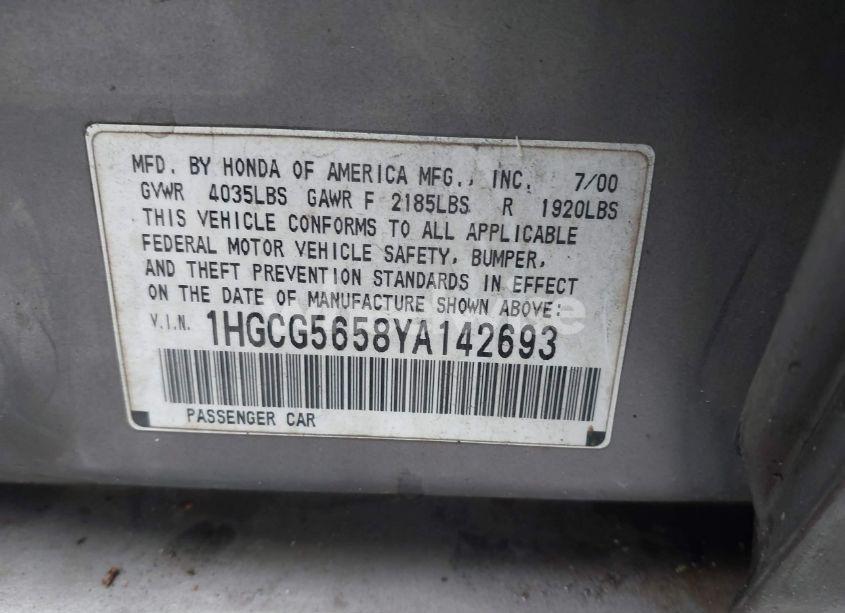 MFD. BY HONDA OF AMERICA MFG., INC. 7/00
GVWR 4035LBS GAWR F 2185LBS R 1920LBS
THIS VEHICLE CONFORMS TO ALL APPLICABLE
FEDERAL MOTOR VEHICLE SAFETY, BUMPER,
AND THEFT PREVENTION STANDARDS IN EFFECT
ON THE DATE OF MANUFACTURE SHOWN ABOVE:
V.I.N. 1HGCG5658YA142693
PASSENGER CAR